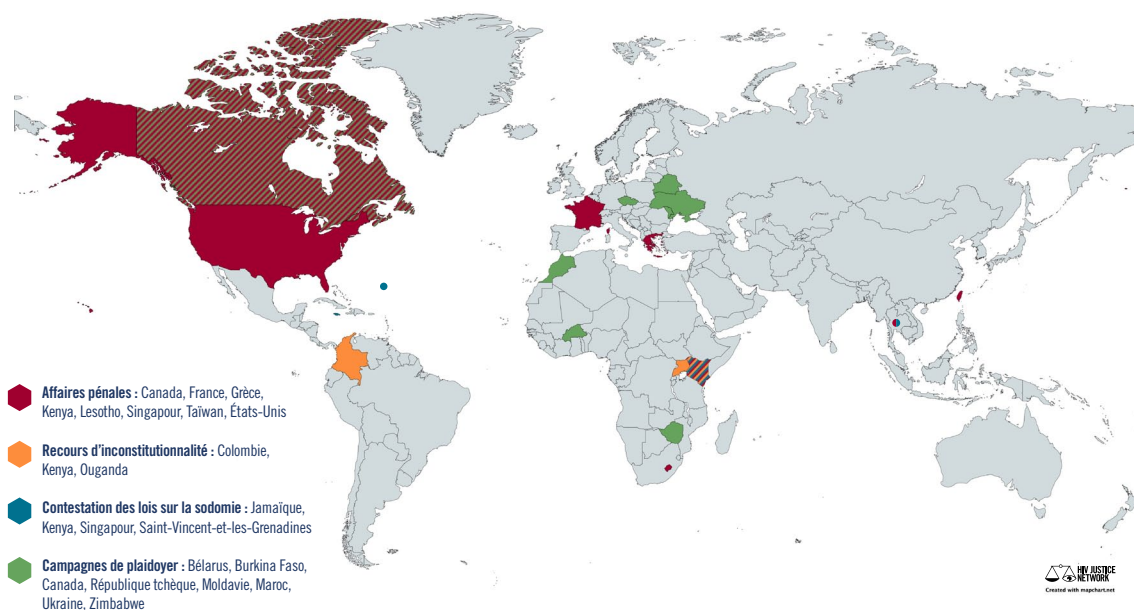 Affaires pénales : Canada, France, Grèce,
Kenya, Lesotho, Singapour, Taïwan, États-Unis
Recours d'inconstitutionnalité : Colombie,
Kenya, Ouganda
Contestation des lois sur la sodomie : Jamaïque,
Kenya, Singapour, Saint-Vincent-et-les-Grenadines
Campagnes de plaidoyer : Bélarus, Burkina Faso,
Canada, République tchèque, Moldavie, Maroc,
Ukraine, Zimbabwe
HIV JUSTICE
NETWORK
Created with mapchart.net